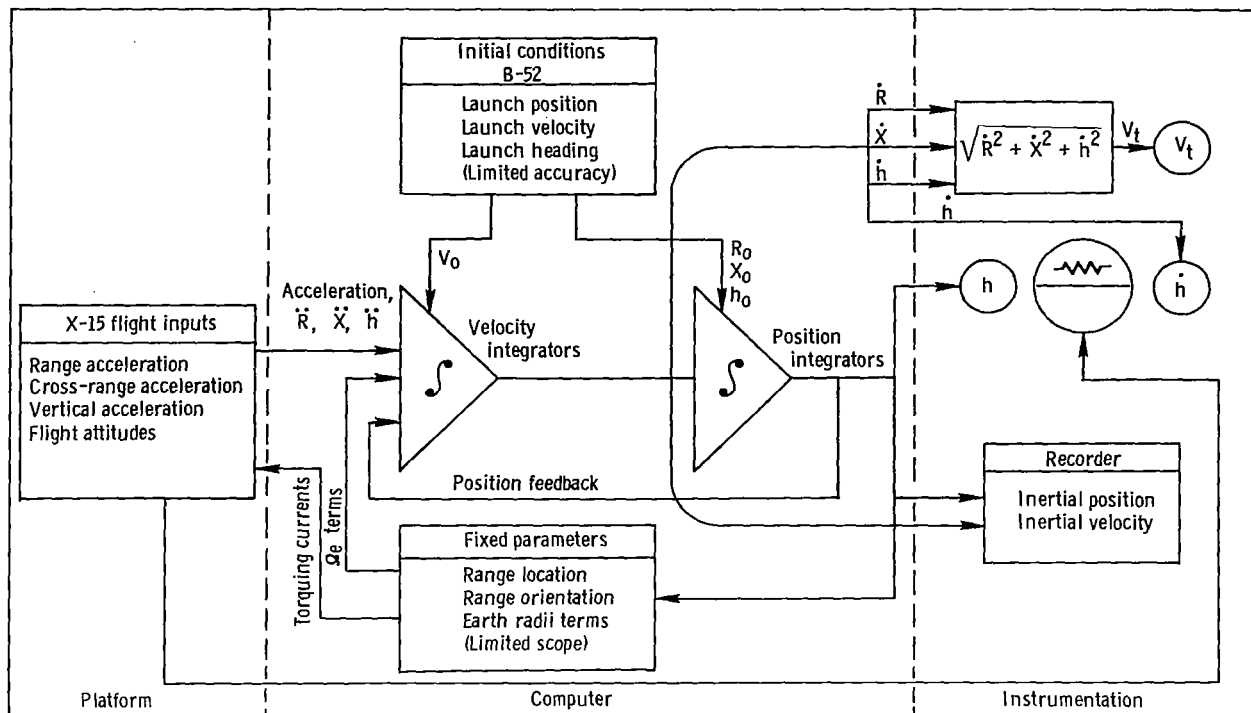 Initial conditions
B-52
Launch position
Launch velocity
Launch heading
(Limited accuracy)
Ṙ
Ẋ
ḣ
√Ṙ² + Ẋ² + ḣ²
Vt
Vt
ḣ
V₀
R₀
X₀
h₀
h
ḣ
Acceleration,
R̈, Ẍ, ḧ
X-15 flight inputs
Range acceleration
Cross-range acceleration
Vertical acceleration
Flight attitudes
∫
Velocity
integrators
∫
Position
integrators
Position feedback
Torquing currents
Ωe terms
Fixed parameters
Range location
Range orientation
Earth radii terms
(Limited scope)
Recorder
Inertial position
Inertial velocity
Platform
Computer
Instrumentation